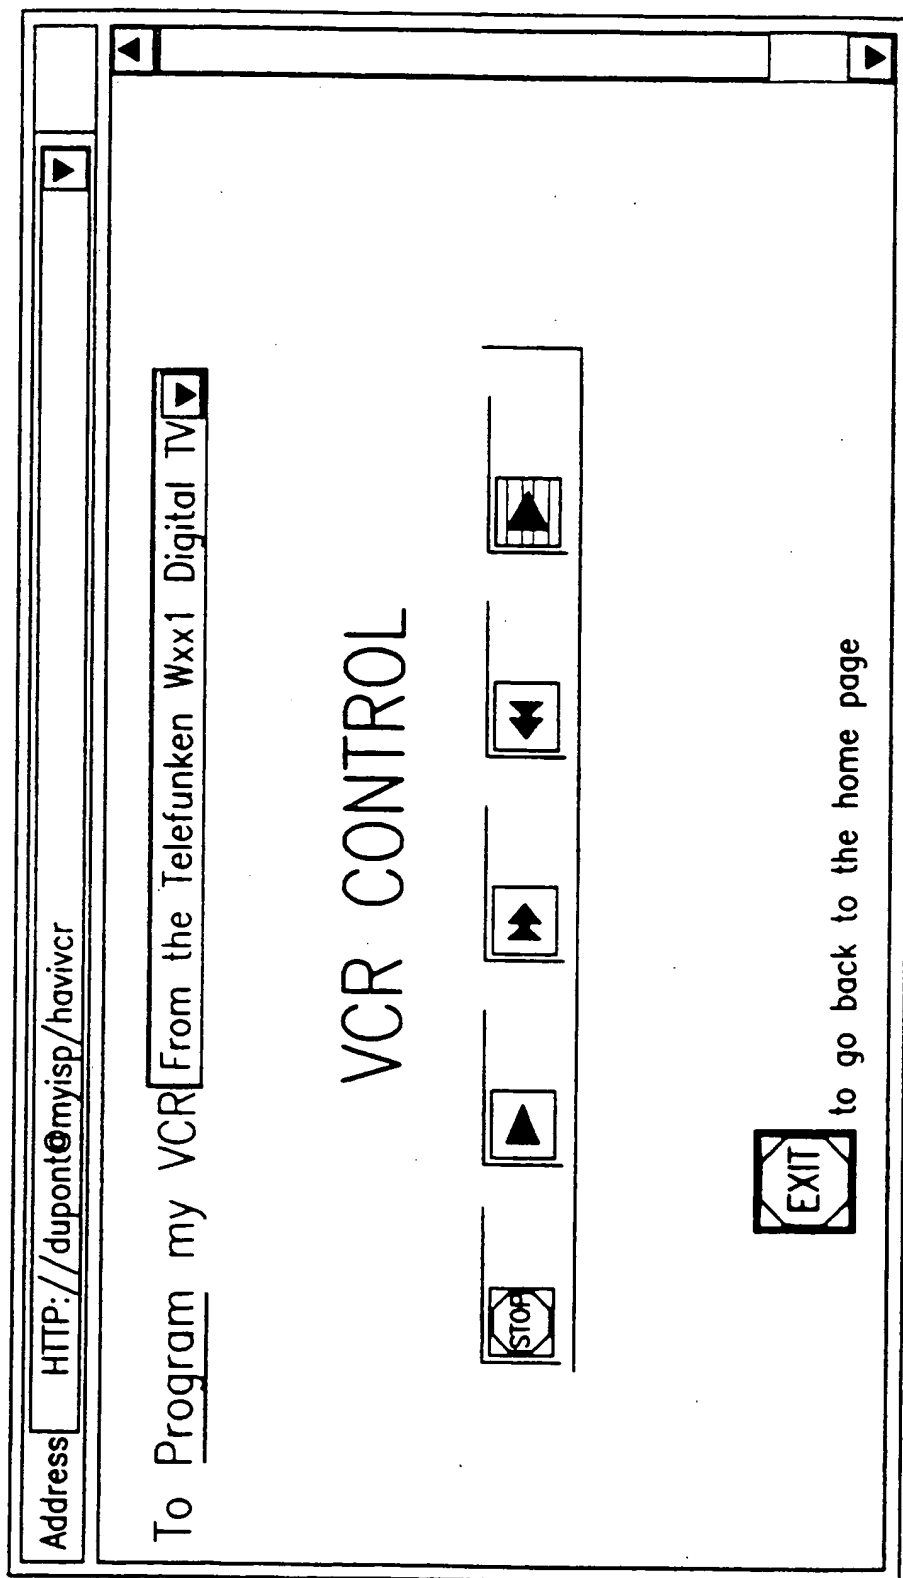 Address HTTP://dupont@myisp/havivcr
To Program my VCR From the Telefunken Wxx1 Digital TV
VCR CONTROL
STOP
EXIT to go back to the home page